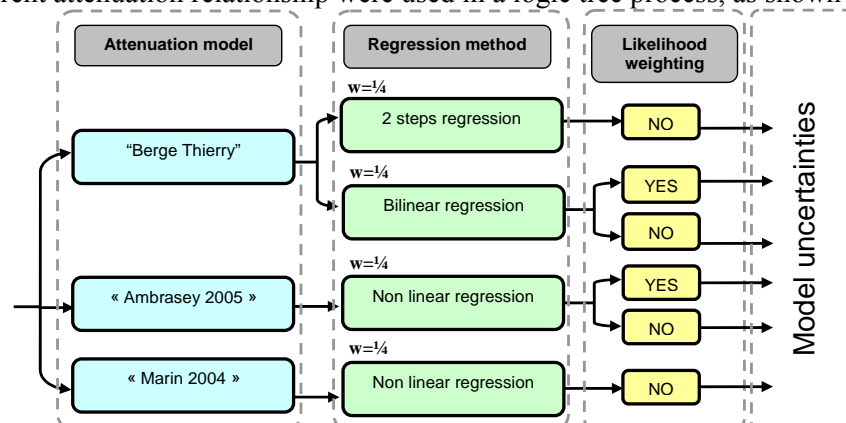 erent attenuation relationship were used in a logic tree process, as shown
Attenuation model
Regression method
Likelihood
weighting
w=¼
2 steps regression
NO
"Berge Thierry"
w=¼
Bilinear regression
YES
NO
w=¼
« Ambrasey 2005 »
Non linear regression
YES
NO
w=¼
« Marin 2004 »
Non linear regression
NO
Model uncertainties